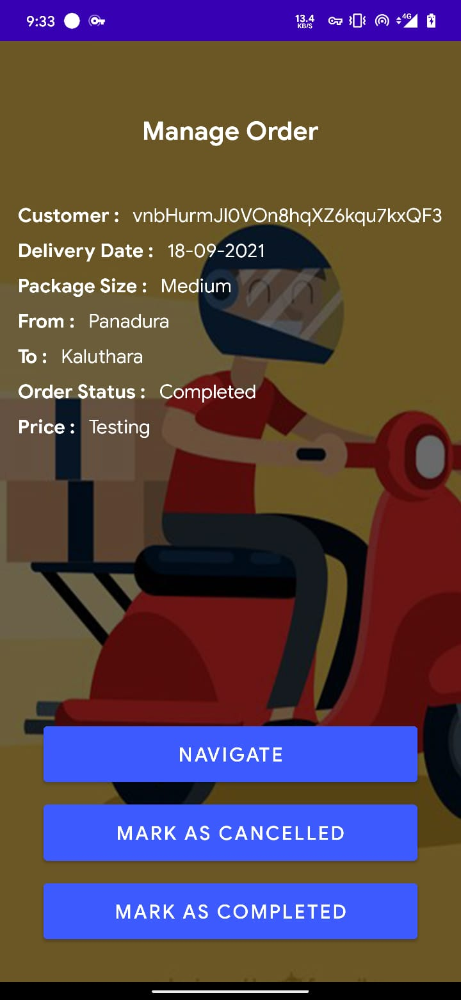 9:33
13.4
KB/S
4G
Manage Order
Customer : vnbHurmJI0VOn8hqXZ6kqu7kxQF3
Delivery Date : 18-09-2021
Package Size : Medium
From : Panadura
To : Kaluthara
Order Status : Completed
Price : Testing
NAVIGATE
MARK AS CANCELLED
MARK AS COMPLETED